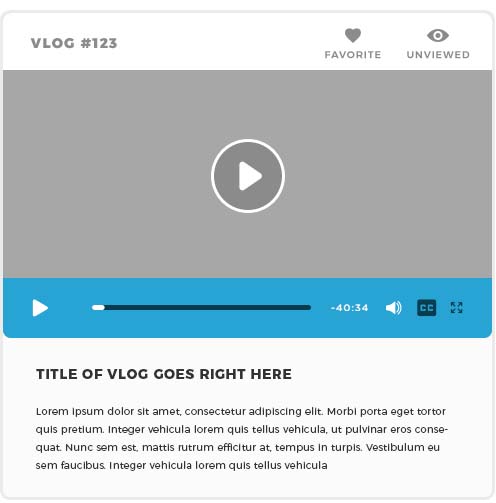 VLOG #123
FAVORITE
UNVIEWED
-40:34
CC
TITLE OF VLOG GOES RIGHT HERE
Lorem ipsum dolor sit amet, consectetur adipiscing elit. Morbi porta eget tortor
quis pretium. Integer vehicula lorem quis tellus vehicula, ut pulvinar eros conse-
quat. Nunc sem est, mattis rutrum efficitur at, tempus in turpis. Vestibulum eu
sem faucibus. Integer vehicula lorem quis tellus vehicula